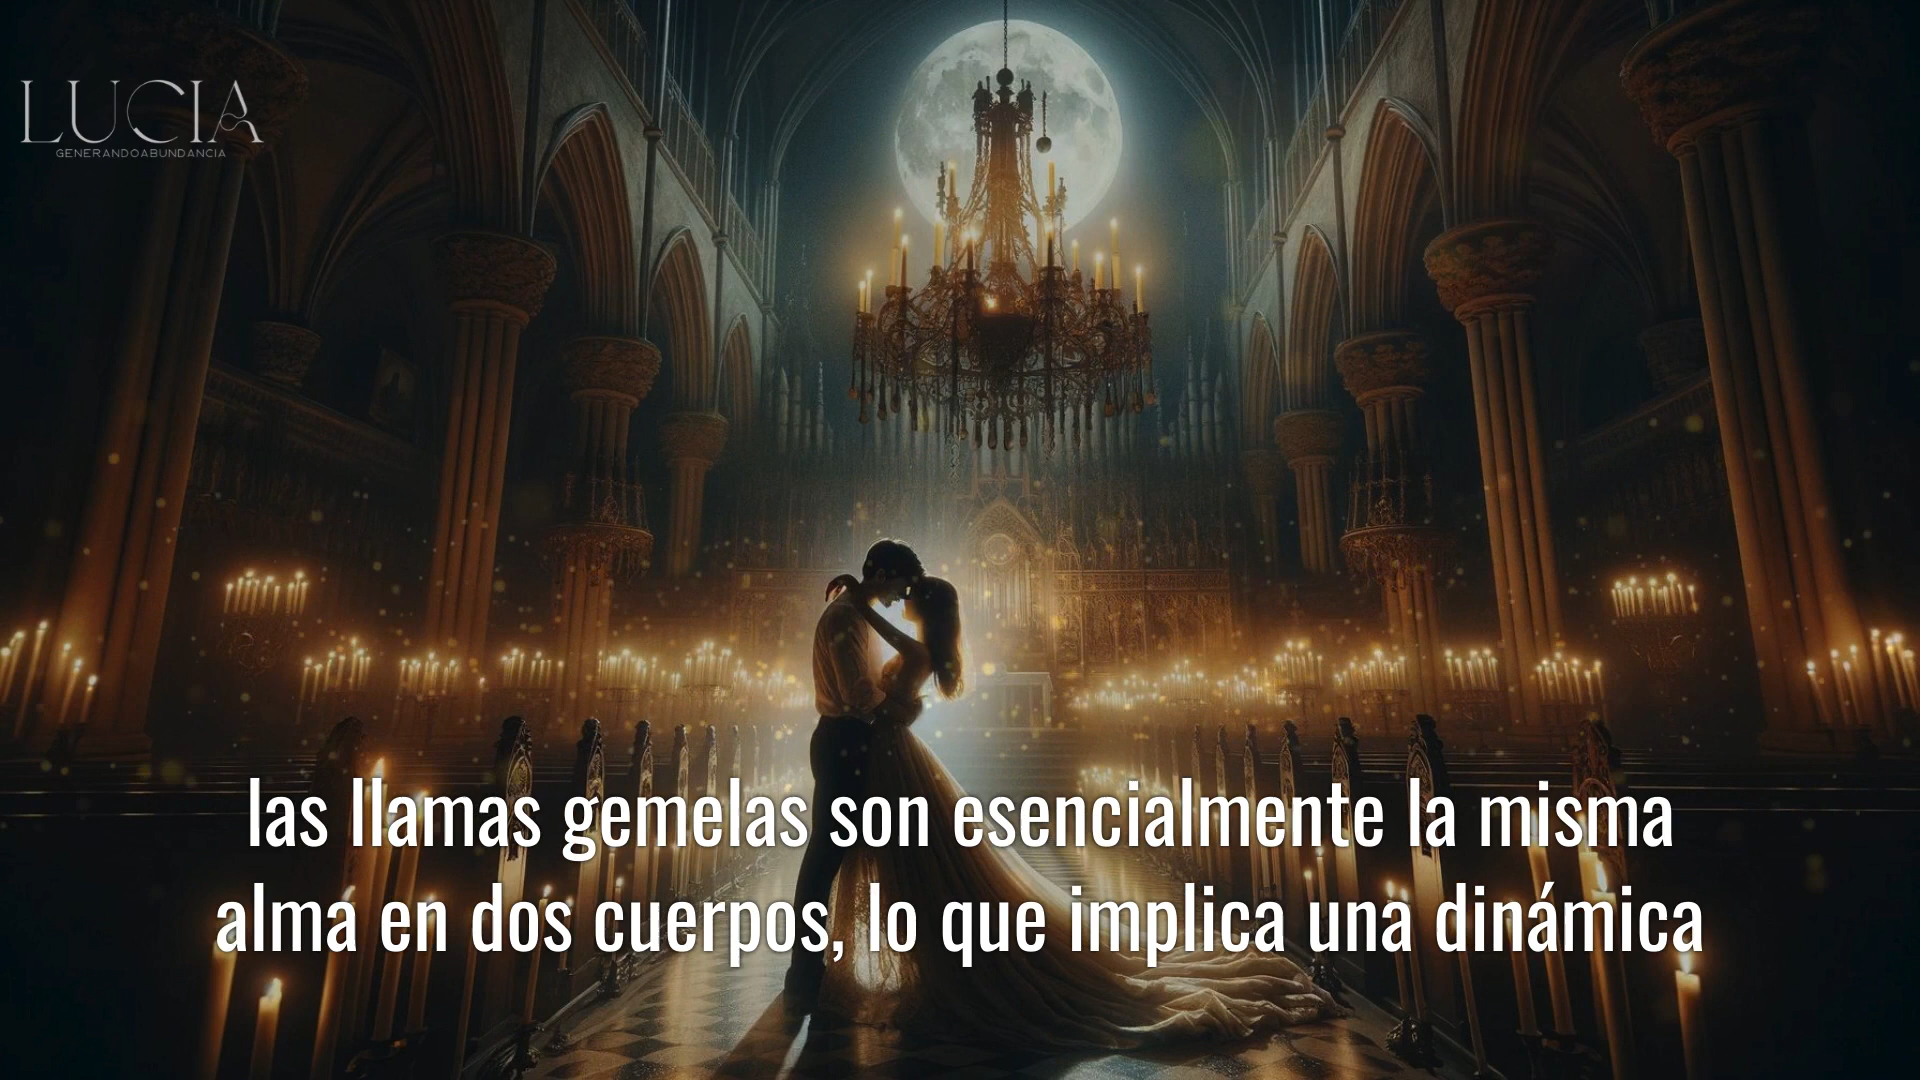 LUCIA
GENERANDOABUNDANCIA
las llamas gemelas son esencialmente la misma
alma en dos cuerpos, lo que implica una dinámica